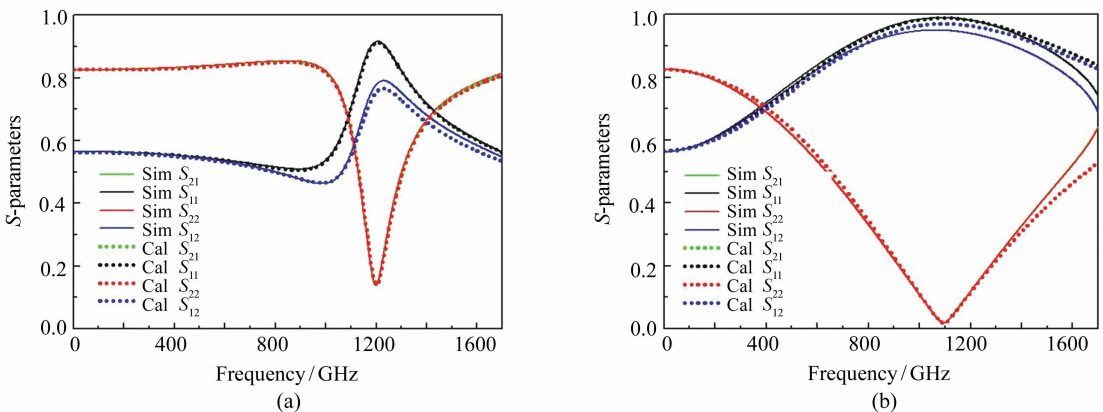 1.0
0.8
0.6
0.4
0.2
0.0
S-parameters
Sim S21
Sim S11
Sim S22
Sim S12
Cal S21
Cal S11
Cal S22
Cal S12
0 400 800 1200 1600
Frequency / GHz
(a)
1.0
0.8
0.6
0.4
0.2
0.0
S-parameters
Sim S21
Sim S11
Sim S22
Sim S12
Cal S21
Cal S11
Cal S22
Cal S12
0 400 800 1200 1600
Frequency / GHz
(b)